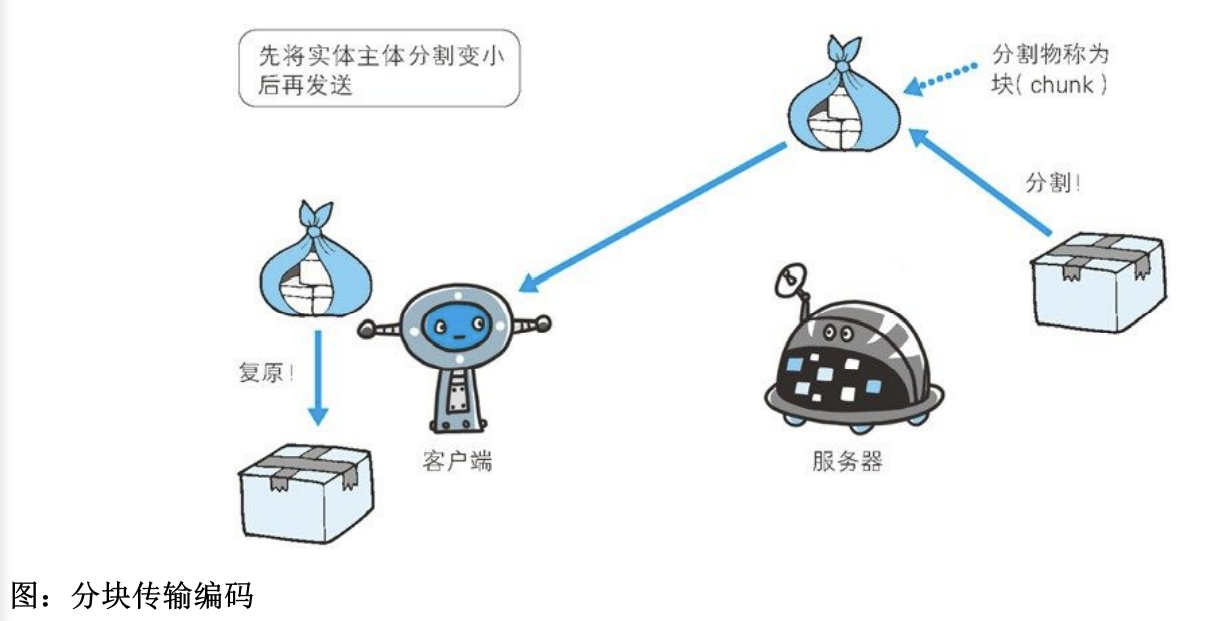 先将实体主体分割变小
后再发送
分割物称为
块( chunk )
分割!
复原!
客户端
服务器
图：分块传输编码